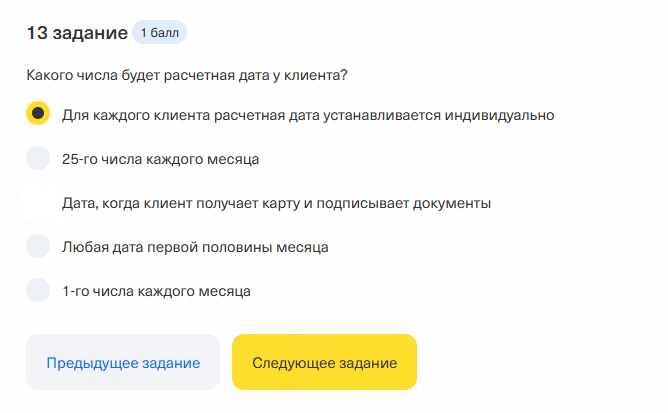 13 задание 1 балл
Какого числа будет расчетная дата у клиента?
Для каждого клиента расчетная дата устанавливается индивидуально
25-го числа каждого месяца
Дата, когда клиент получает карту и подписывает документы
Любая дата первой половины месяца
1-го числа каждого месяца
Предыдущее задание Следующее задание